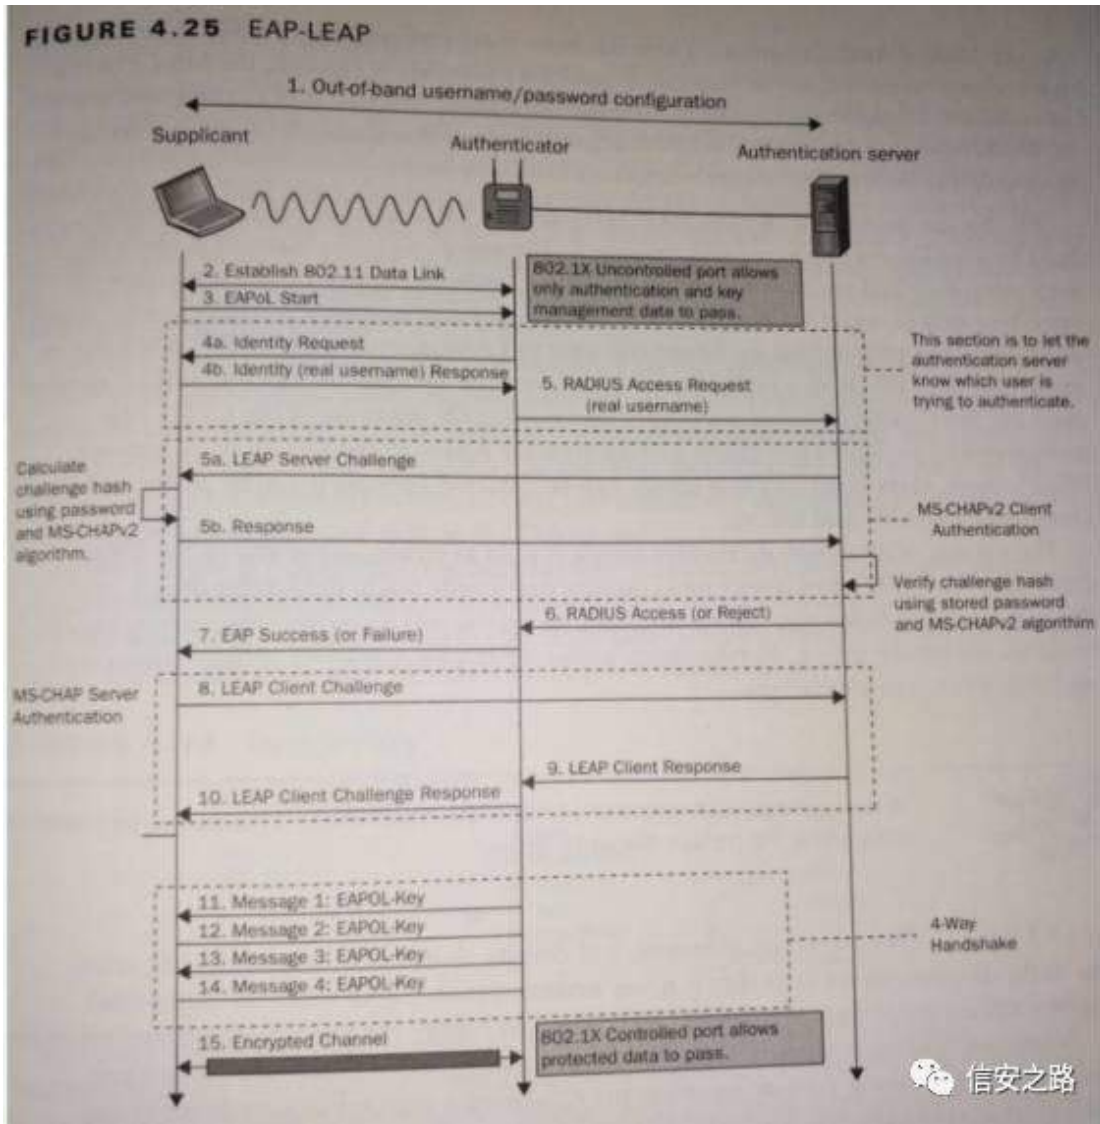 FIGURE 4.25 EAP-LEAP
1. Out-of-band username/password configuration
Supplicant
Authenticator
Authentication server
2. Establish 802.11 Data Link
802.1X Uncontrolled port allows
only authentication and key
management data to pass.
3. EAPoL Start
4a. Identity Request
This section is to let the
authentication server
know which user is
trying to authenticate.
4b. Identity (real username) Response
5. RADIUS Access Request
(real username)
5a. LEAP Server Challenge
Calculate
challenge hash
using password
and MS-CHAPv2
algorithm.
5b. Response
MS-CHAPv2 Client
Authentication
Verify challenge hash
using stored password
and MS-CHAPv2 algorithim
6. RADIUS Access (or Reject)
7. EAP Success (or Failure)
MS-CHAP Server
Authentication
8. LEAP Client Challenge
9. LEAP Client Response
10. LEAP Client Challenge Response
11. Message 1: EAPOL-Key
12. Message 2: EAPOL-Key
13. Message 3: EAPOL-Key
14. Message 4: EAPOL-Key
4-Way
Handshake
15. Encrypted Channel
802.1X Controlled port allows
protected data to pass.
信安之路